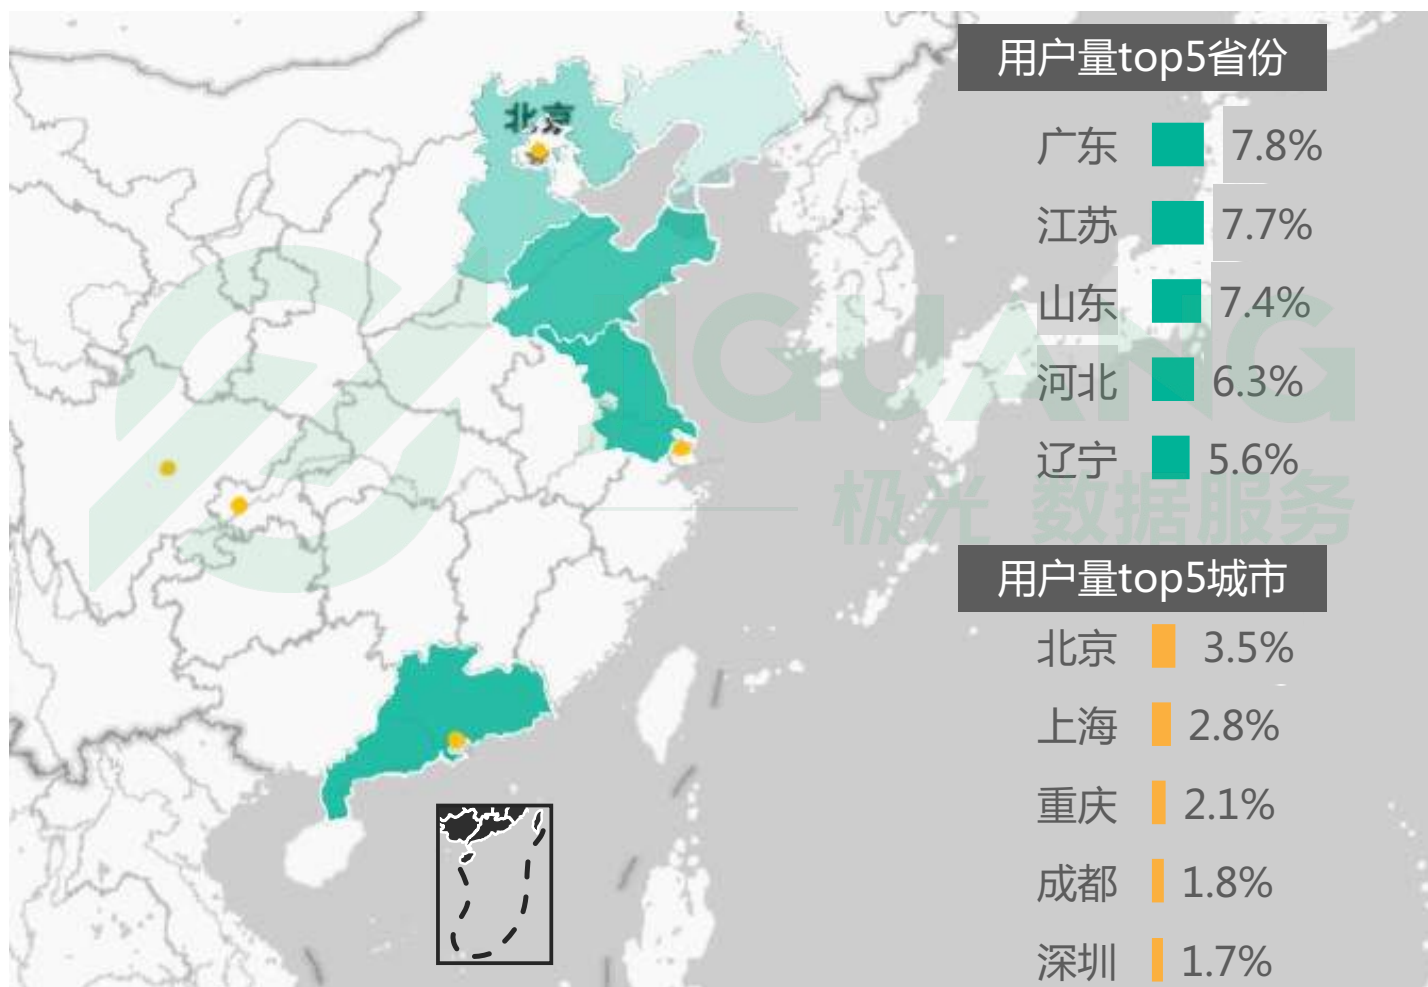 北京
用户量top5省份
广东 7.8%
江苏 7.7%
山东 7.4%
河北 6.3%
辽宁 5.6%
JIGUANG
极光 数据服务
用户量top5城市
北京 3.5%
上海 2.8%
重庆 2.1%
成都 1.8%
深圳 1.7%